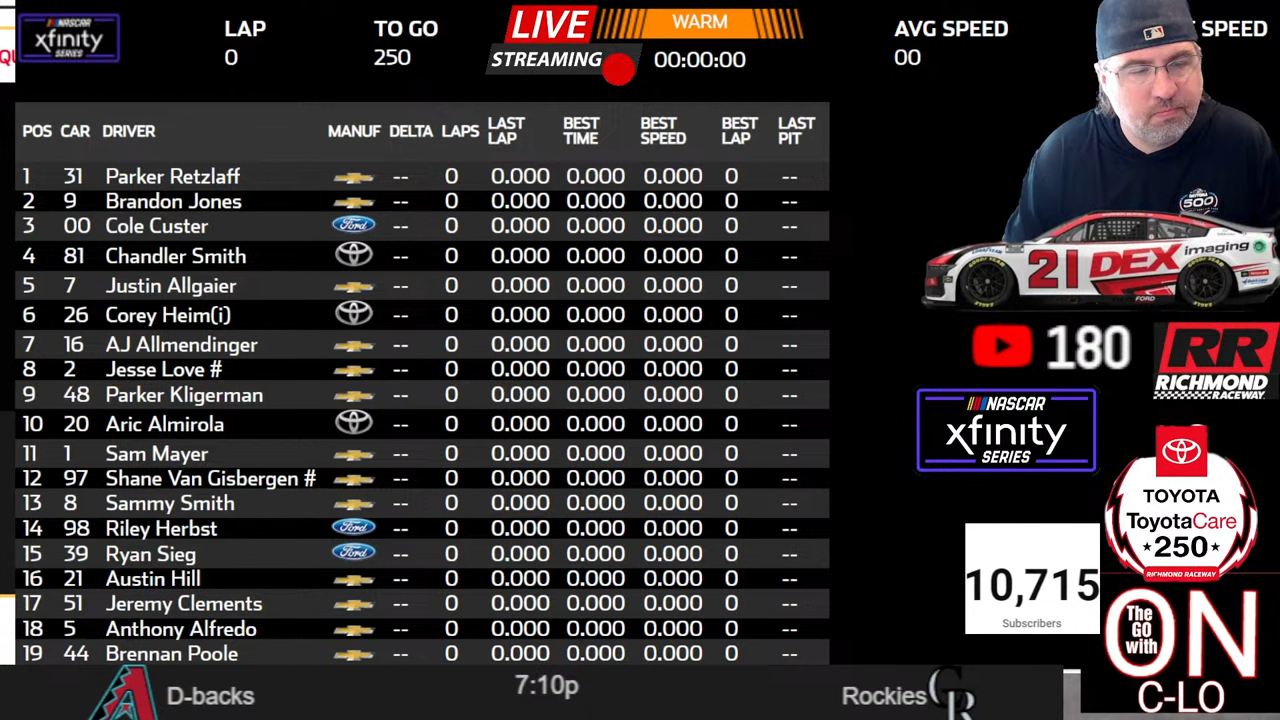 NASCAR
xfinity
SERIES
LAP
0
TO GO
250
LIVE
STREAMING
WARM
00:00:00
AVG SPEED
00
SPEED
POS CAR DRIVER MANUF DELTA LAPS LAST LAP BEST TIME BEST SPEED BEST LAP LAST PIT
1 31 Parker Retzlaff -- 0 0.000 0.000 0.000 0 --
2 9 Brandon Jones -- 0 0.000 0.000 0.000 0 --
3 00 Cole Custer Ford -- 0 0.000 0.000 0.000 0 --
4 81 Chandler Smith -- 0 0.000 0.000 0.000 0 --
5 7 Justin Allgaier -- 0 0.000 0.000 0.000 0 --
6 26 Corey Heim(i) -- 0 0.000 0.000 0.000 0 --
7 16 AJ Allmendinger -- 0 0.000 0.000 0.000 0 --
8 2 Jesse Love # -- 0 0.000 0.000 0.000 0 --
9 48 Parker Kligerman -- 0 0.000 0.000 0.000 0 --
10 20 Aric Almirola -- 0 0.000 0.000 0.000 0 --
11 1 Sam Mayer -- 0 0.000 0.000 0.000 0 --
12 97 Shane Van Gisbergen # -- 0 0.000 0.000 0.000 0 --
13 8 Sammy Smith -- 0 0.000 0.000 0.000 0 --
14 98 Riley Herbst Ford -- 0 0.000 0.000 0.000 0 --
15 39 Ryan Sieg Ford -- 0 0.000 0.000 0.000 0 --
16 21 Austin Hill -- 0 0.000 0.000 0.000 0 --
17 51 Jeremy Clements -- 0 0.000 0.000 0.000 0 --
18 5 Anthony Alfredo -- 0 0.000 0.000 0.000 0 --
19 44 Brennan Poole -- 0 0.000 0.000 0.000 0 --
DAYTONA
500
21 DEX imaging
FORD
180
RR
RICHMOND
RACEWAY
NASCAR
xfinity
SERIES
TOYOTA
ToyotaCare
250
RICHMOND RACEWAY
10,715
Subscribers
The GO with
ON
C-LO
D-backs
7:10p
Rockies
CR